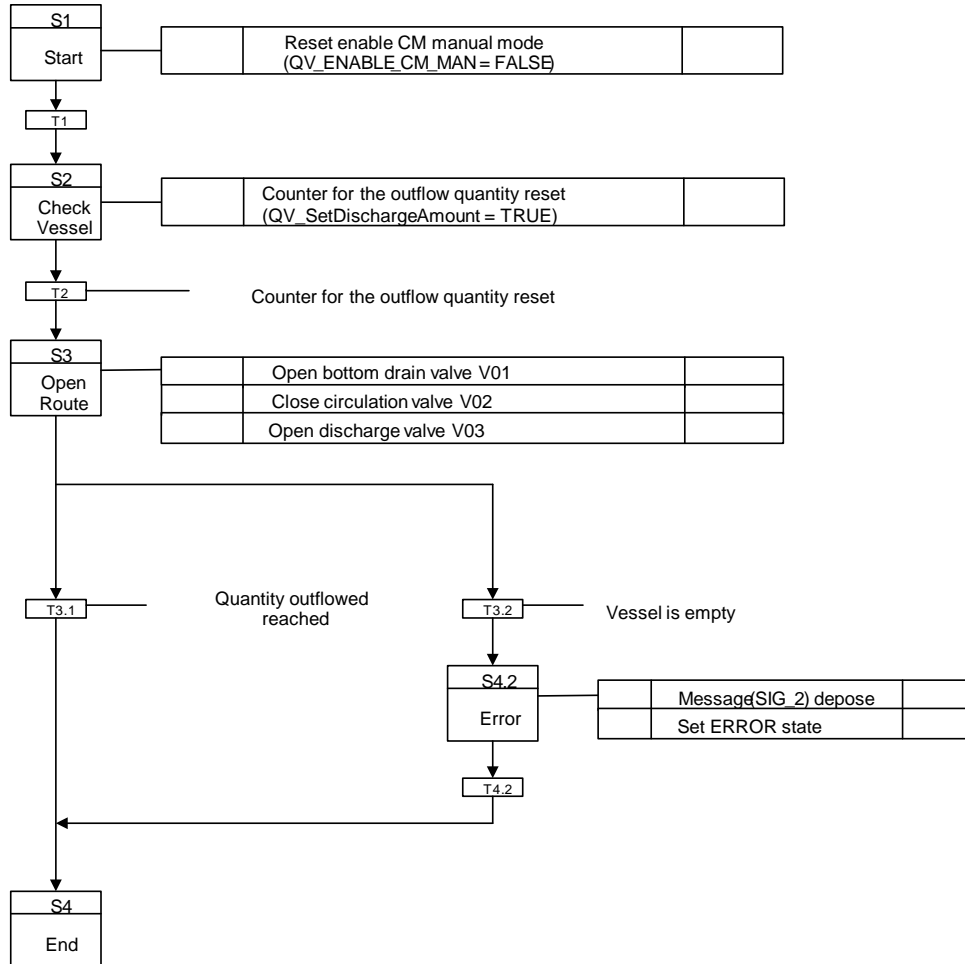 S1
Start
Reset enable CM manual mode
(QV_ENABLE_CM_MAN = FALSE)
T1
S2
Check
Vessel
Counter for the outflow quantity reset
(QV_SetDischargeAmount = TRUE)
T2
Counter for the outflow quantity reset
S3
Open
Route
Open bottom drain valve V01
Close circulation valve V02
Open discharge valve V03
T3.1
Quantity outflowed
reached
T3.2
Vessel is empty
S4.2
Error
Message(SIG_2) depose
Set ERROR state
T4.2
S4
End